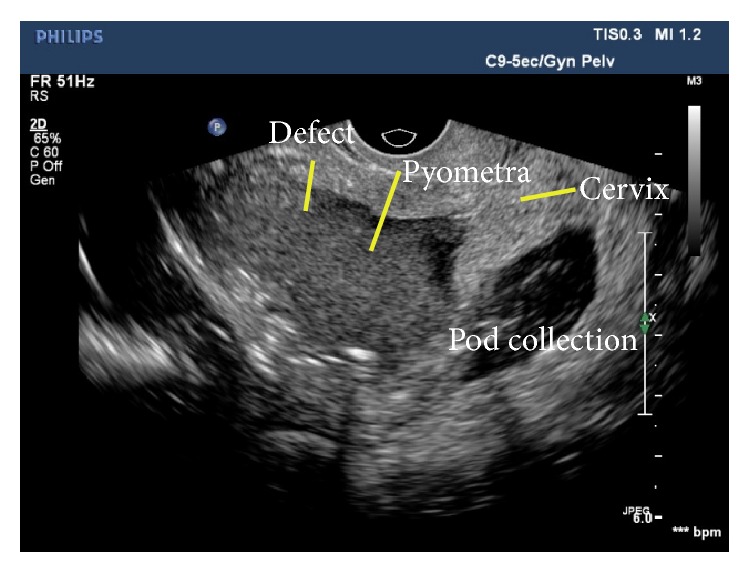 PHILIPS
TIS0.3 MI 1.2
C9-5ec/Gyn Pelv
FR 51Hz
RS
M3
2D
65%
C 60
P Off
Gen
P
Defect
Pyometra
Cervix
X
Pod collection
JPEG
6.0
*** bpm